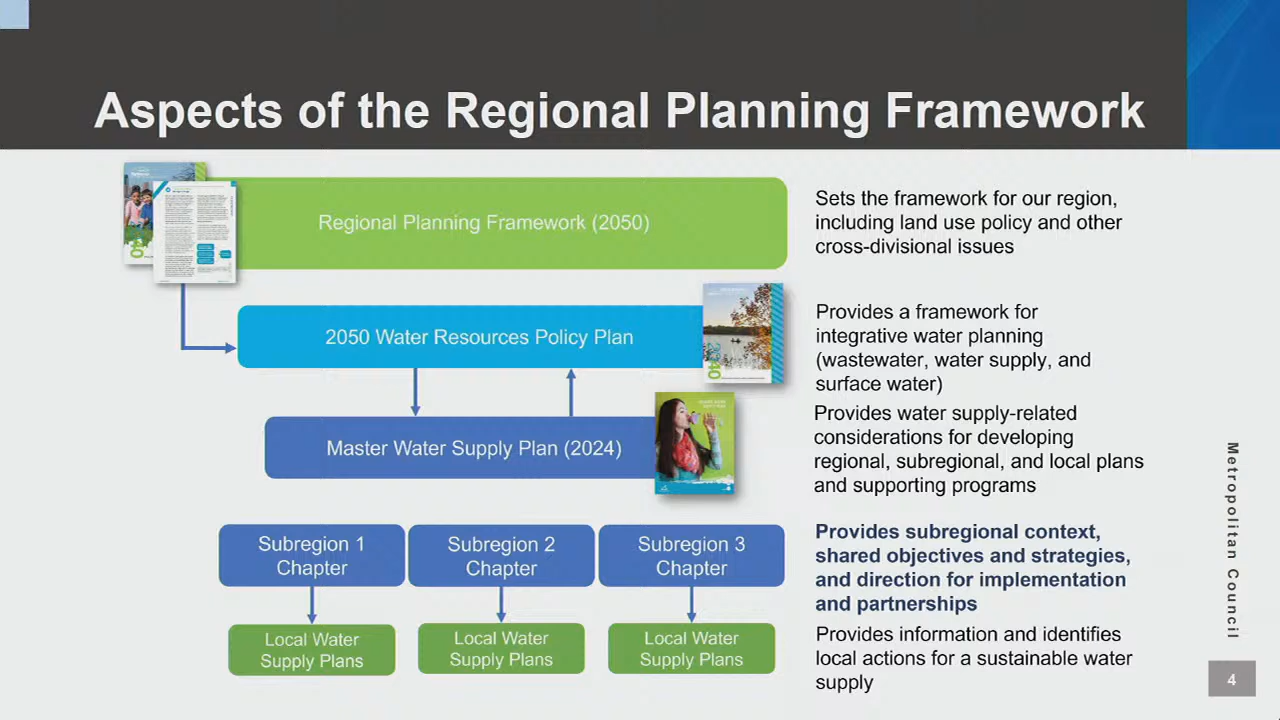 Aspects of the Regional Planning Framework
Regional Planning Framework (2050)
Sets the framework for our region,
including land use policy and other
cross-divisional issues
2050 Water Resources Policy Plan
Provides a framework for
integrative water planning
(wastewater, water supply, and
surface water)
Master Water Supply Plan (2024)
Provides water supply-related
considerations for developing
regional, subregional, and local plans
and supporting programs
Subregion 1
Chapter
Subregion 2
Chapter
Subregion 3
Chapter
Provides subregional context,
shared objectives and strategies,
and direction for implementation
and partnerships
Local Water
Supply Plans
Local Water
Supply Plans
Local Water
Supply Plans
Provides information and identifies
local actions for a sustainable water
supply
Metropolitan Council
4